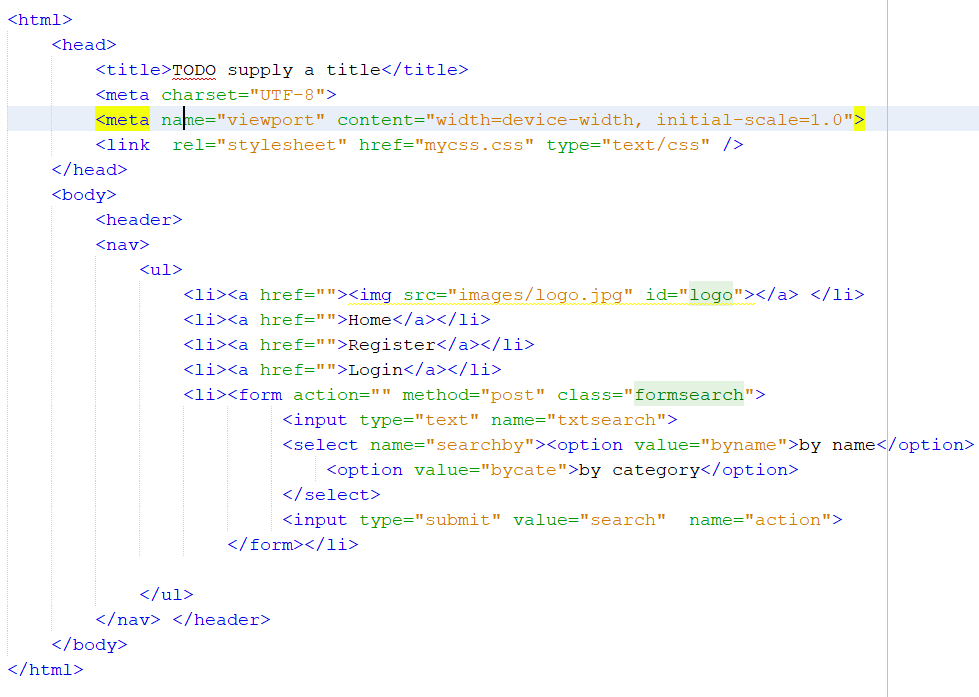 <html>
<head>
<title>TODO supply a title</title>
<meta charset="UTF-8">
<meta name="viewport" content="width=device-width, initial-scale=1.0">
<link  rel="stylesheet" href="mycss.css" type="text/css" />
</head>
<body>
<header>
<nav>
<ul>
<li><a href=""><img src="images/logo.jpg" id="logo"></a> </li>
<li><a href="">Home</a></li>
<li><a href="">Register</a></li>
<li><a href="">Login</a></li>
<li><form action="" method="post" class="formsearch">
<input type="text" name="txtsearch">
<select name="searchby"><option value="byname">by name</option>
<option value="bycate">by category</option>
</select>
<input type="submit" value="search"  name="action">
</form></li>
</ul>
</nav> </header>
</body>
</html>